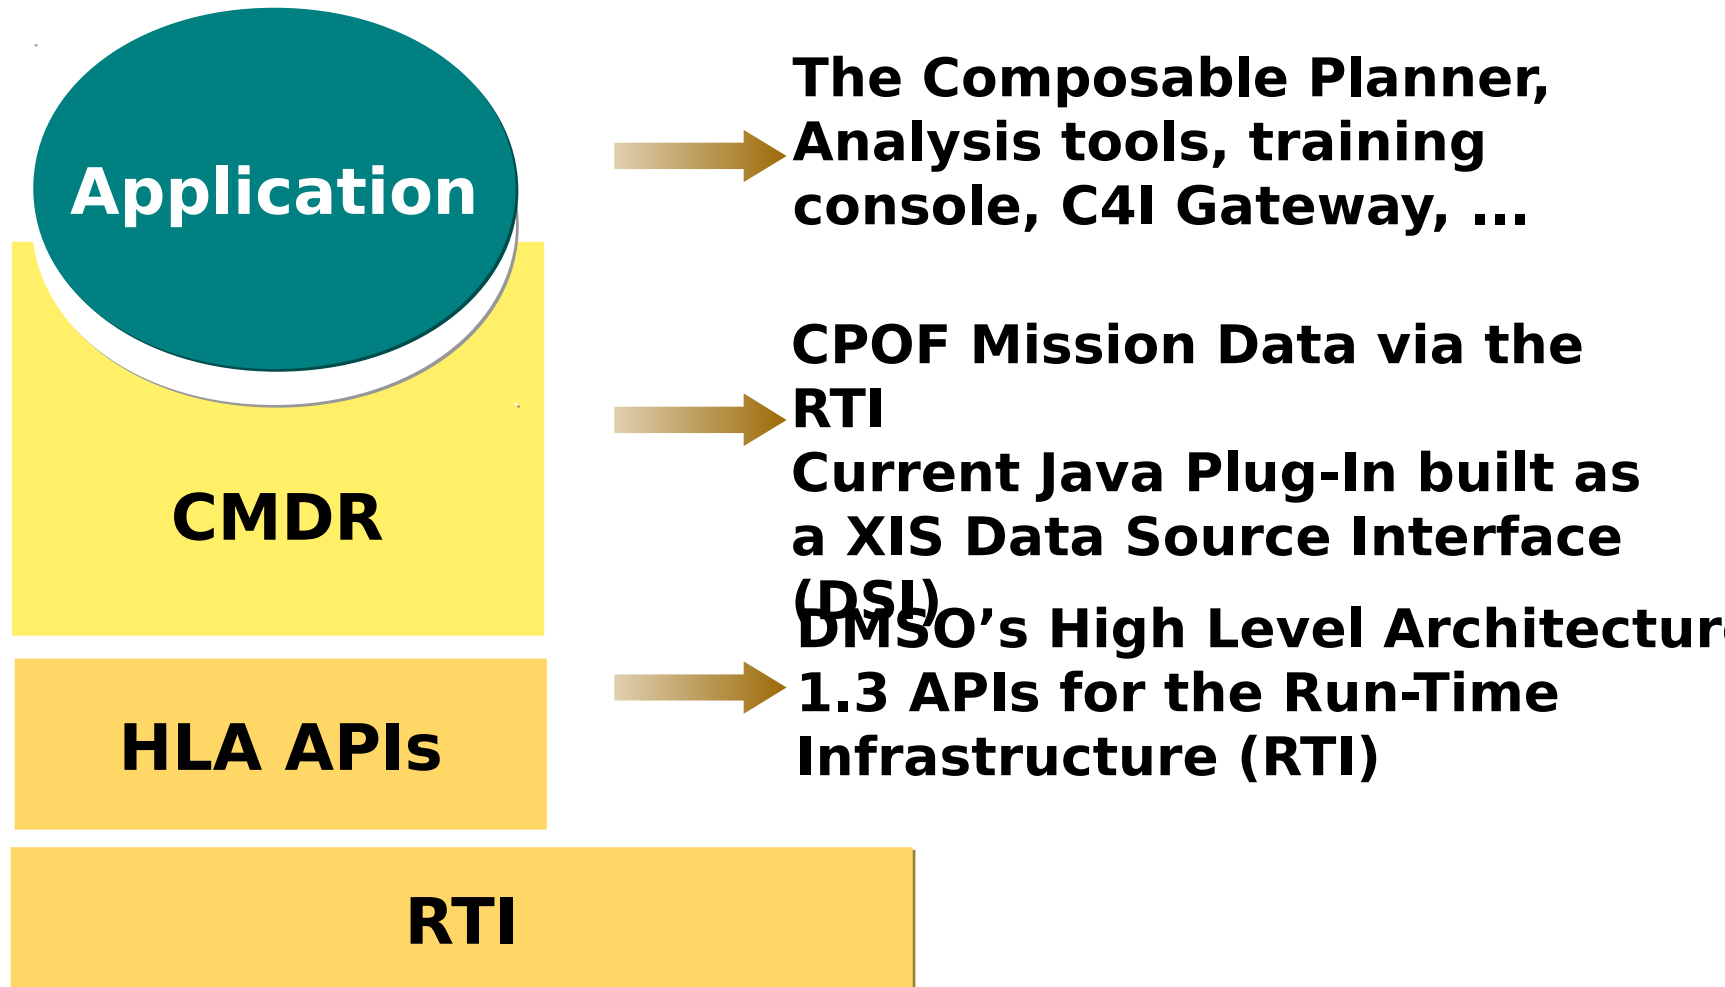 Application
The Composable Planner,
Analysis tools, training
console, C4I Gateway, ...
CMDR
CPOF Mission Data via the
RTI
Current Java Plug-In built as
a XIS Data Source Interface
(DSI)
HLA APIs
DMSO’s High Level Architecture
1.3 APIs for the Run-Time
Infrastructure (RTI)
RTI